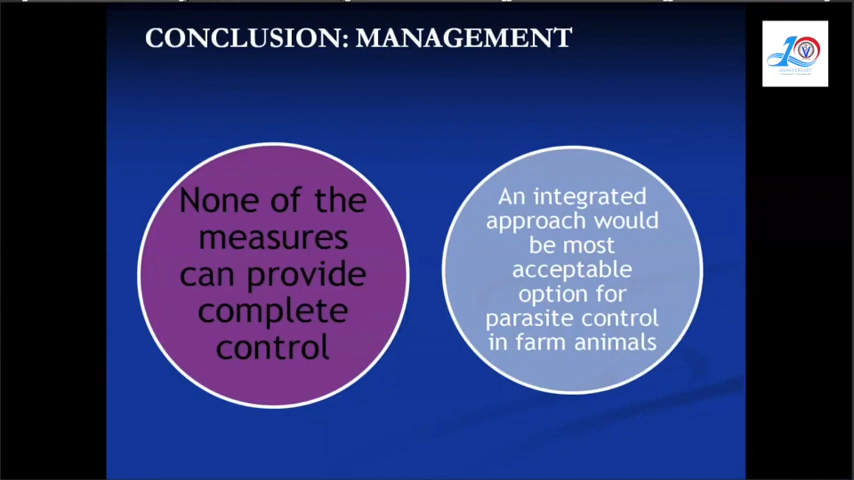 CONCLUSION: MANAGEMENT
None of the
measures
can provide
complete
control
An integrated
approach would
be most
acceptable
option for
parasite control
in farm animals
10